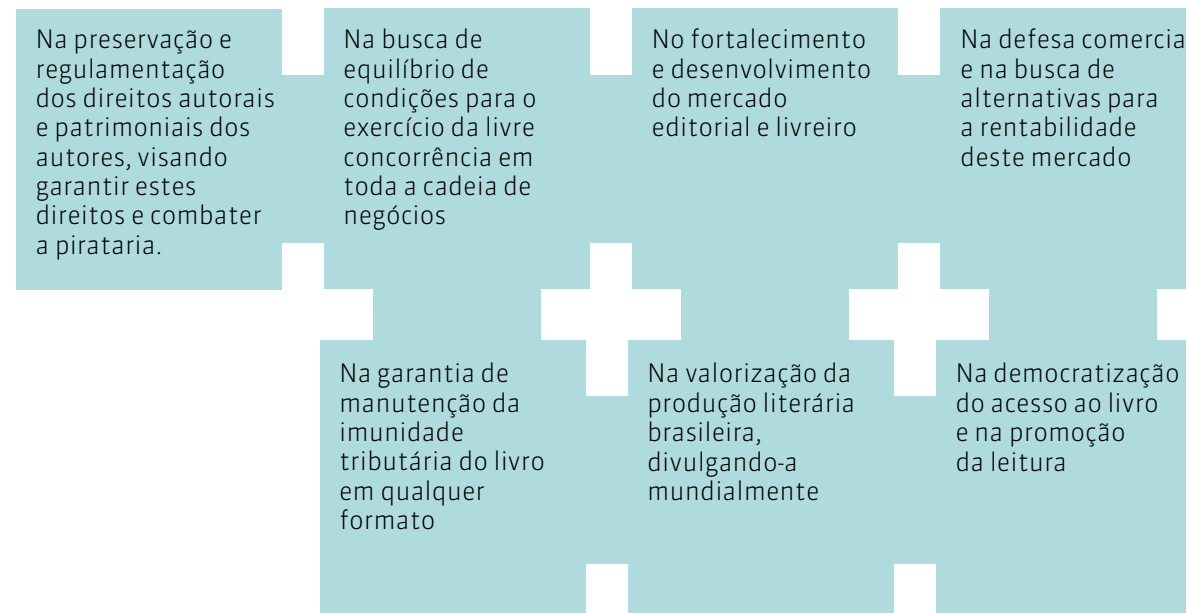 Na preservação e
regulamentação
dos direitos autorais
e patrimoniais dos
autores, visando
garantir estes
direitos e combater
a pirataria.
Na busca de
equilíbrio de
condições para o
exercício da livre
concorrência em
toda a cadeia de
negócios
No fortalecimento
e desenvolvimento
do mercado
editorial e livreiro
Na defesa comercia
e na busca de
alternativas para
a rentabilidade
deste mercado
Na garantia de
manutenção da
imunidade
tributária do livro
em qualquer
formato
Na valorização da
produção literária
brasileira,
divulgando-a
mundialmente
Na democratização
do acesso ao livro
e na promoção
da leitura